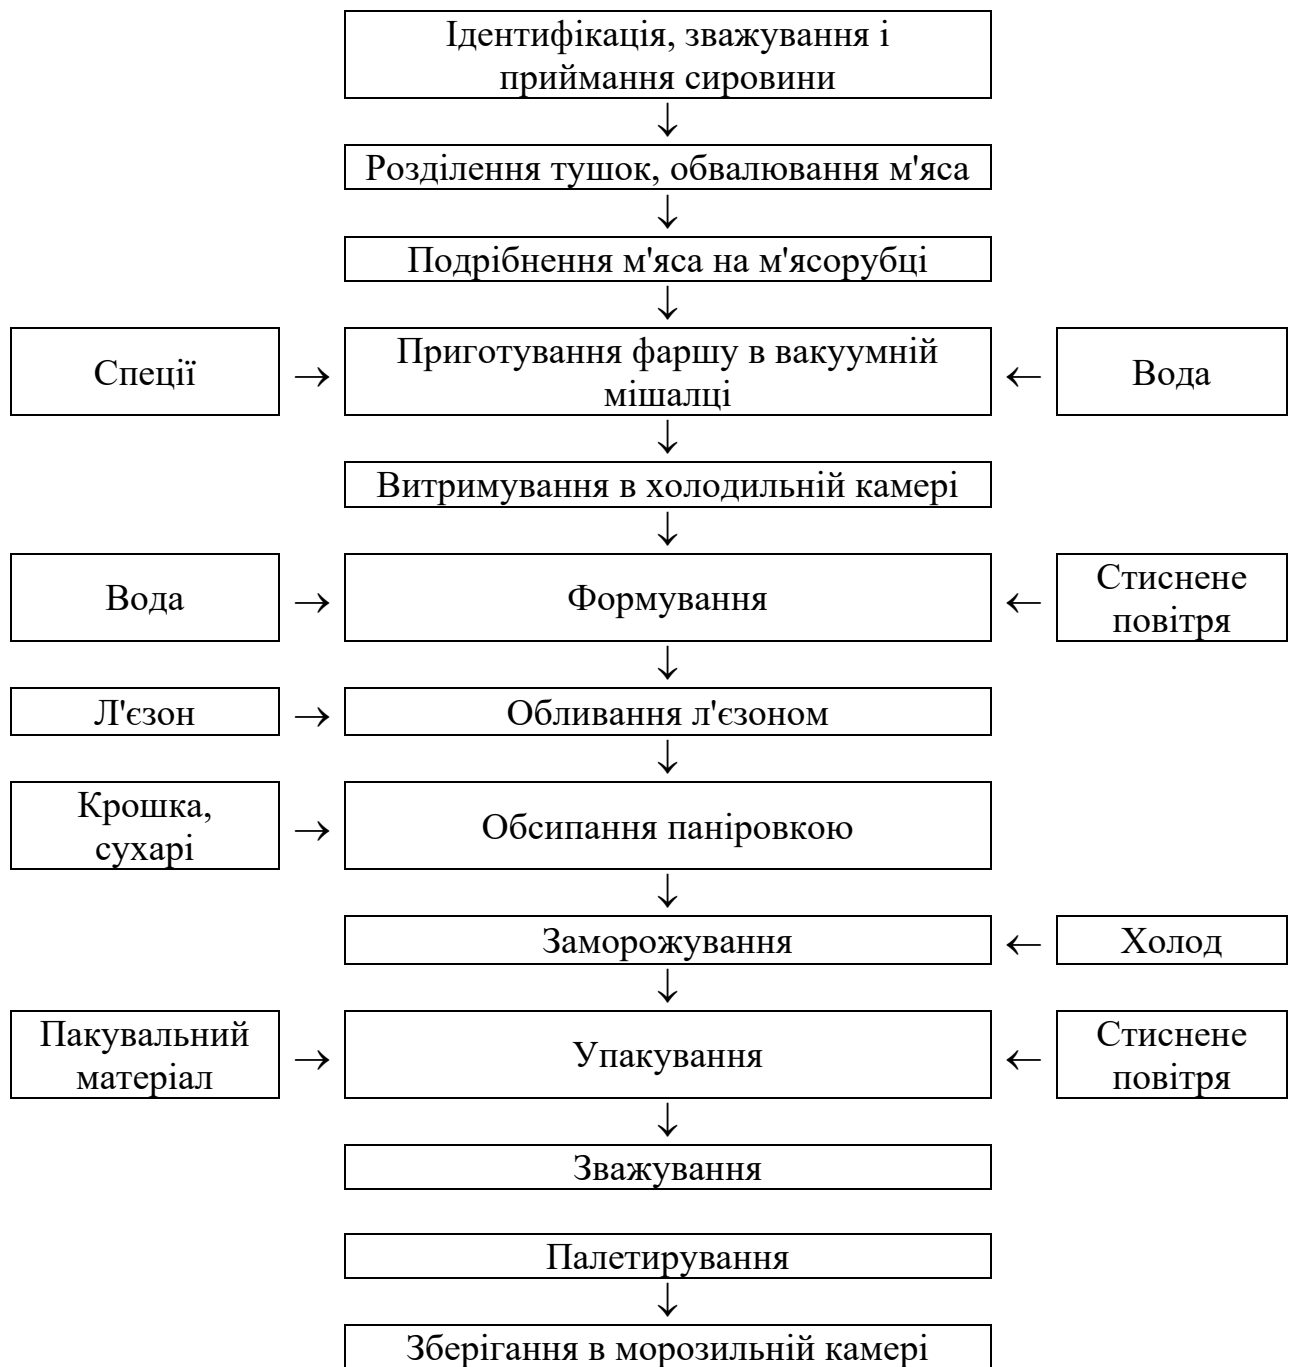 Ідентифікація, зважування і
приймання сировини
↓
Розділення тушок, обвалювання м'яса
↓
Подрібнення м'яса на м'ясорубці
↓
Спеції
→
Приготування фаршу в вакуумній
мішалці
←
Вода
↓
Витримування в холодильній камері
↓
Вода
→
Формування
←
Стиснене
повітря
↓
Л'єзон
→
Обливання л'єзоном
↓
Крошка,
сухарі
→
Обсипання паніровкою
↓
Заморожування
←
Холод
↓
Пакувальний
матеріал
→
Упакування
←
Стиснене
повітря
↓
Зважування
Палетирування
↓
Зберігання в морозильній камері